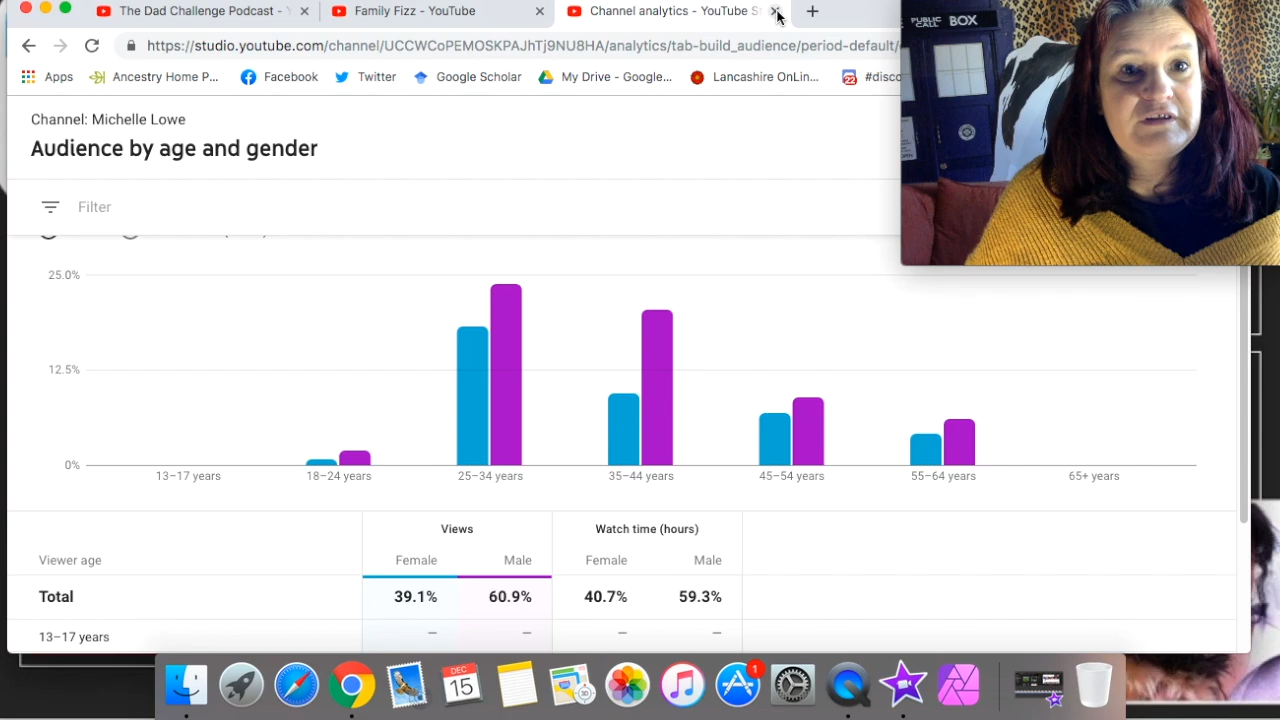 The Dad Challenge Podcast -
Family Fizz - YouTube
Channel analytics - YouTube S
https://studio.youtube.com/channel/UCCWCoPEMOSKPAJhTj9NU8HA/analytics/tab-build_audience/period-default/
Apps
Ancestry Home P...
Facebook
Twitter
Google Scholar
My Drive - Google...
Lancashire OnLin...
22
#disco
PUBLIC CALL BOX
Channel: Michelle Lowe
Audience by age and gender
Filter
25.0%
12.5%
0%
13–17 years 18–24 years 25–34 years 35–44 years 45–54 years 55–64 years 65+ years
Views Watch time (hours)
Viewer age Female Male Female Male
Total 39.1% 60.9% 40.7% 59.3%
13–17 years – – – –
DEC
15
1